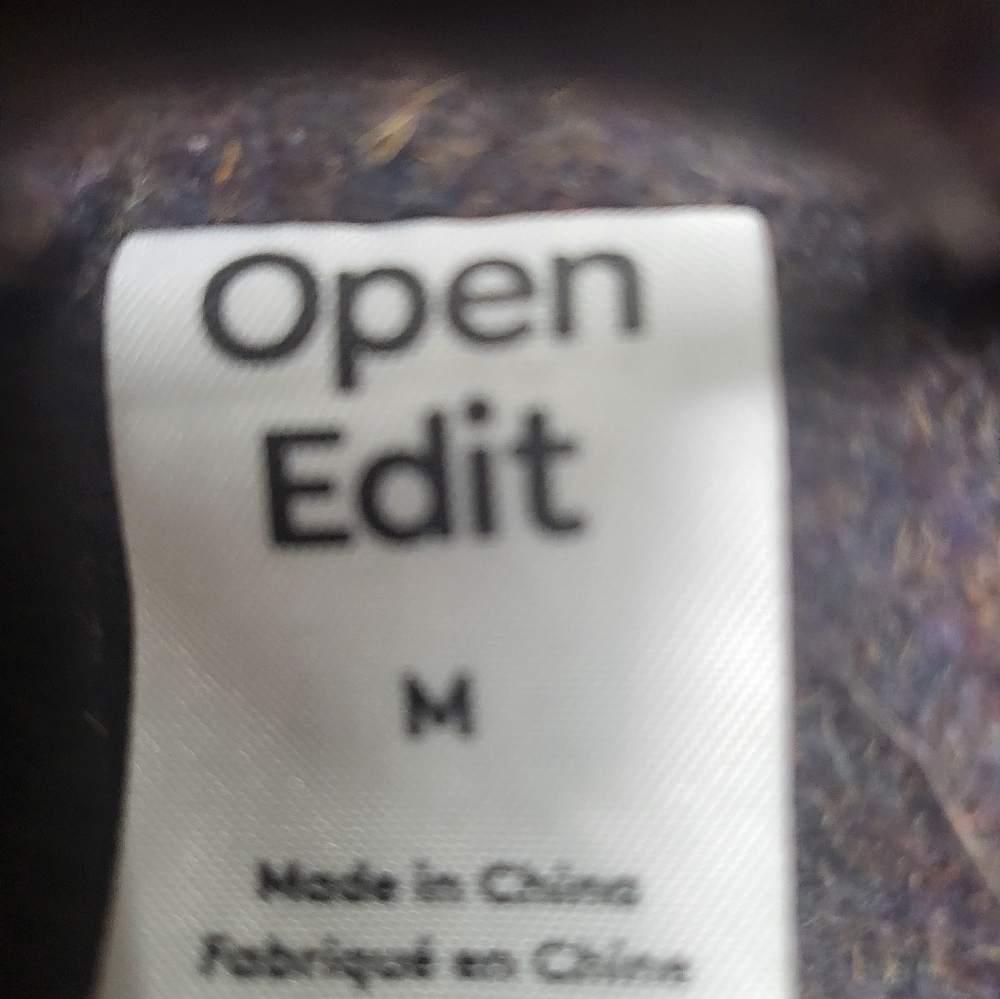 Open
Edit
M
Made in China
Fabriqué en Chine